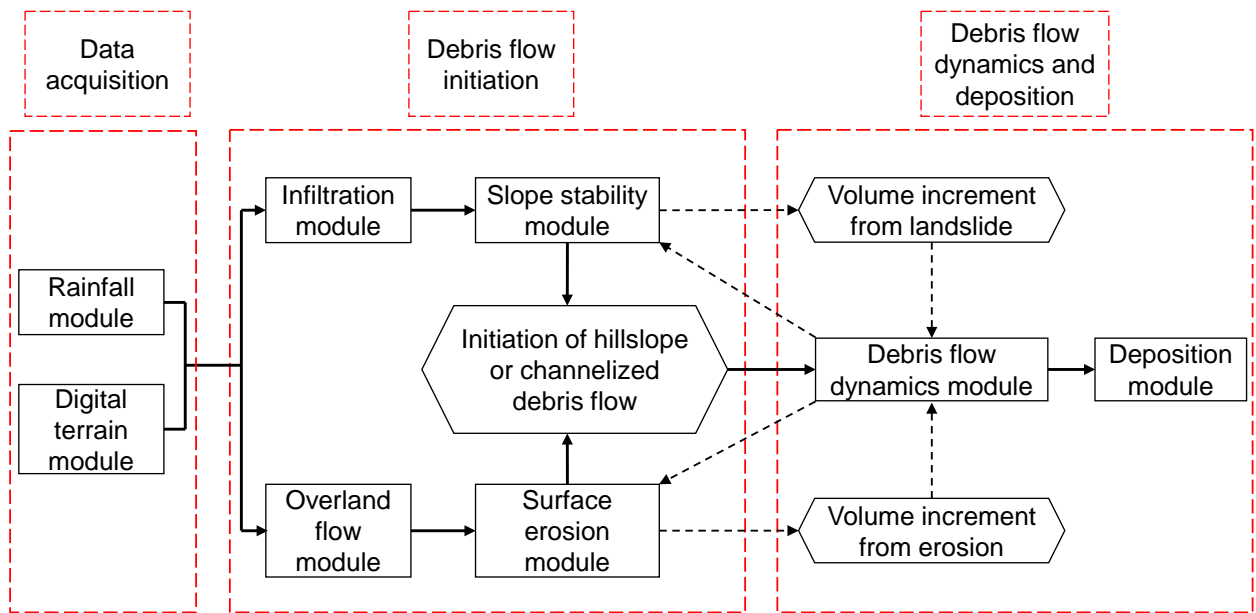 Data
acquisition
Debris flow
initiation
Debris flow
dynamics and
deposition
Rainfall
module
Digital
terrain
module
Infiltration
module
Slope stability
module
Initiation of hillslope
or channelized
debris flow
Overland
flow
module
Surface
erosion
module
Volume increment
from landslide
Debris flow
dynamics module
Deposition
module
Volume increment
from erosion